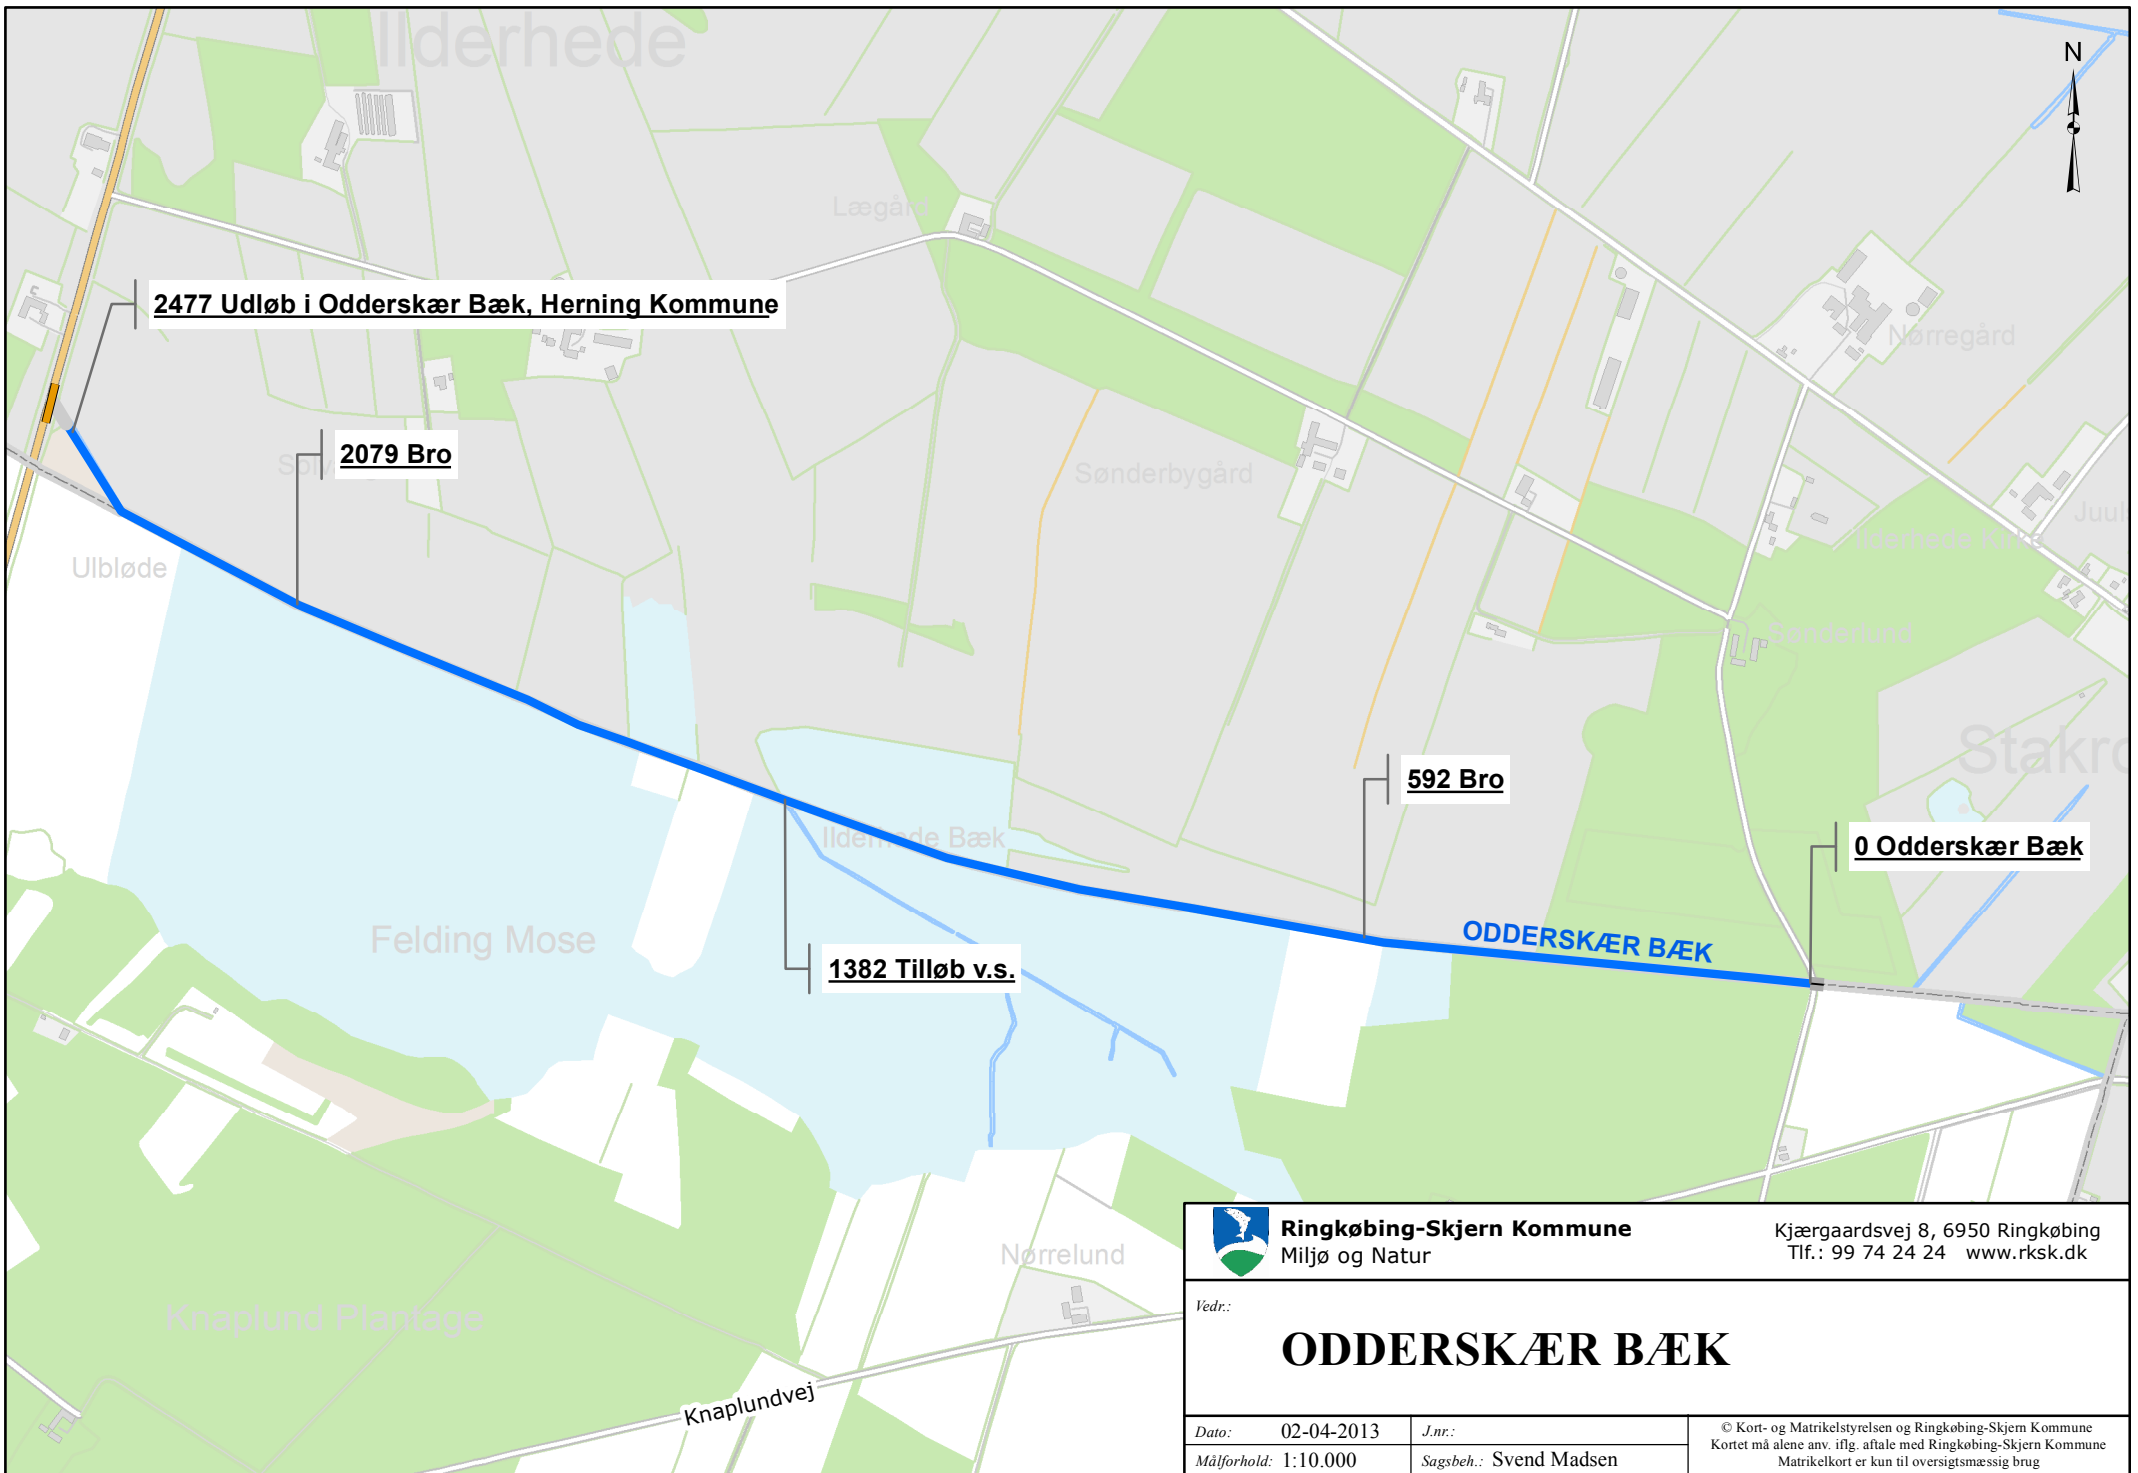 Ilderhede
N
Lægård
2477 Udløb i Odderskær Bæk, Herning Kommune
Nørregård
2079 Bro
Sønderbygård
Ilderhede Kirke
Ulbløde
Sønderlund
Stakro
592 Bro
Ilderhede Bæk
0 Odderskær Bæk
Felding Mose
ODDERSKÆR BÆK
1382 Tilløb v.s.
Nørrelund
Knaplund Plantage
Knaplundvej
Ringkøbing-Skjern Kommune
Miljø og Natur
Kjærgaardsvej 8, 6950 Ringkøbing
Tlf.: 99 74 24 24 www.rksk.dk
Vedr.:
ODDERSKÆR BÆK
Dato: 02-04-2013
J.nr.:
Målforhold: 1:10.000
Sagsbeh.: Svend Madsen
© Kort- og Matrikelstyrelsen og Ringkøbing-Skjern Kommune
Kortet må alene anv. iflg. aftale med Ringkøbing-Skjern Kommune
Matrikelkort er kun til oversigtsmæssig brug